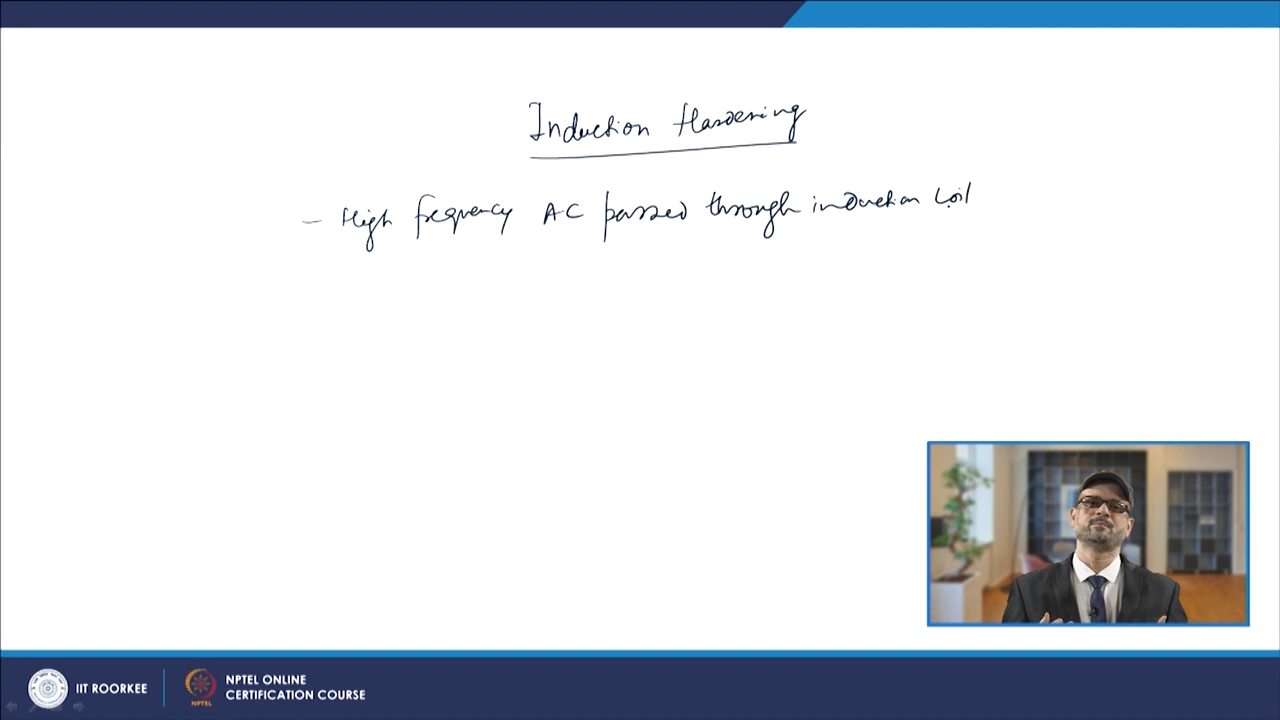 Induction Hardening
- High frequency AC passed through induction coil
IIT ROORKEE
NPTEL
NPTEL ONLINE
CERTIFICATION COURSE